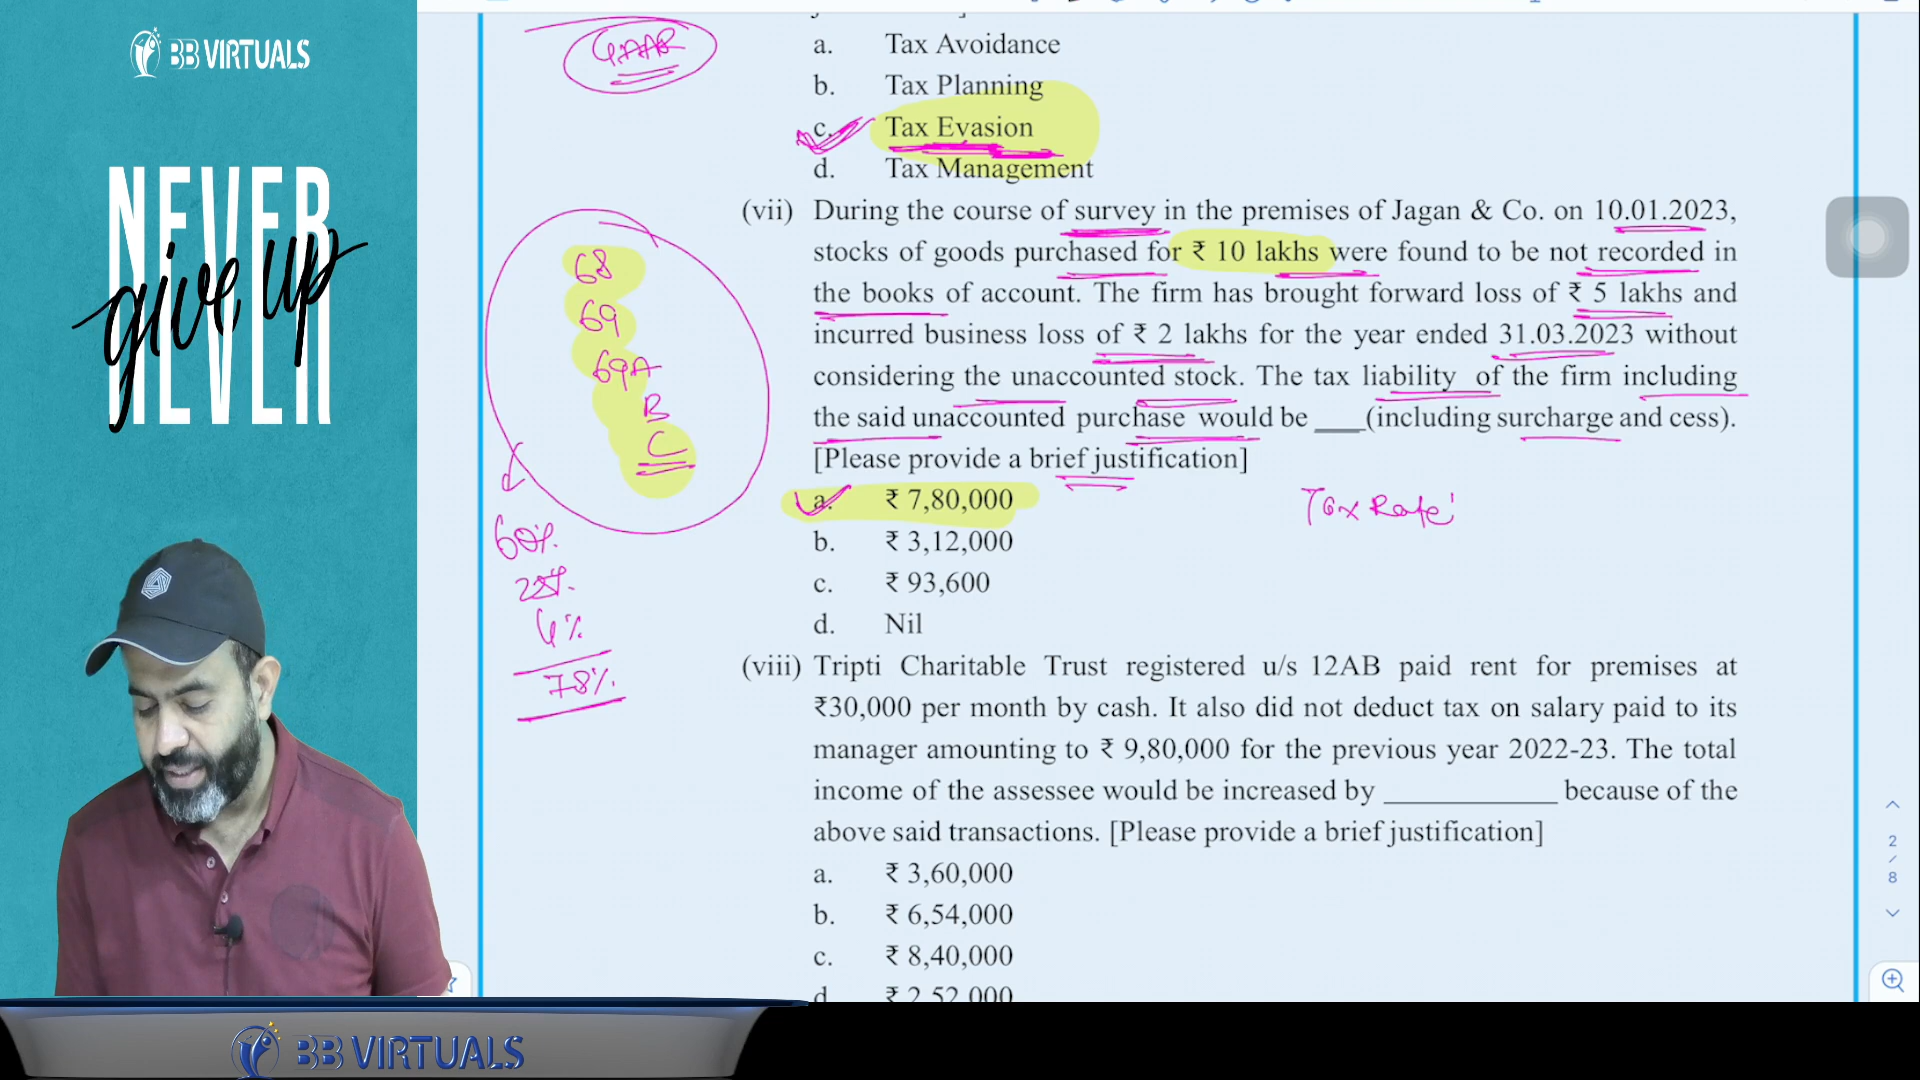 BB VIRTUALS
NEVER
give up
NEVER
GAAR
a. Tax Avoidance
b. Tax Planning
c. Tax Evasion
d. Tax Management
(vii) During the course of survey in the premises of Jagan & Co. on 10.01.2023,
stocks of goods purchased for ₹ 10 lakhs were found to be not recorded in
the books of account. The firm has brought forward loss of ₹ 5 lakhs and
incurred business loss of ₹ 2 lakhs for the year ended 31.03.2023 without
considering the unaccounted stock. The tax liability of the firm including
the said unaccounted purchase would be ___(including surcharge and cess).
[Please provide a brief justification]
a. ₹ 7,80,000
b. ₹ 3,12,000
c. ₹ 93,600
d. Nil
68
69
69A
B
C
60%
25%
4%
78%
Tax Rate
(viii) Tripti Charitable Trust registered u/s 12AB paid rent for premises at
₹30,000 per month by cash. It also did not deduct tax on salary paid to its
manager amounting to ₹ 9,80,000 for the previous year 2022-23. The total
income of the assessee would be increased by ____________ because of the
above said transactions. [Please provide a brief justification]
a. ₹ 3,60,000
b. ₹ 6,54,000
c. ₹ 8,40,000
d. ₹ 2,52,000
2
/
8
BB VIRTUALS